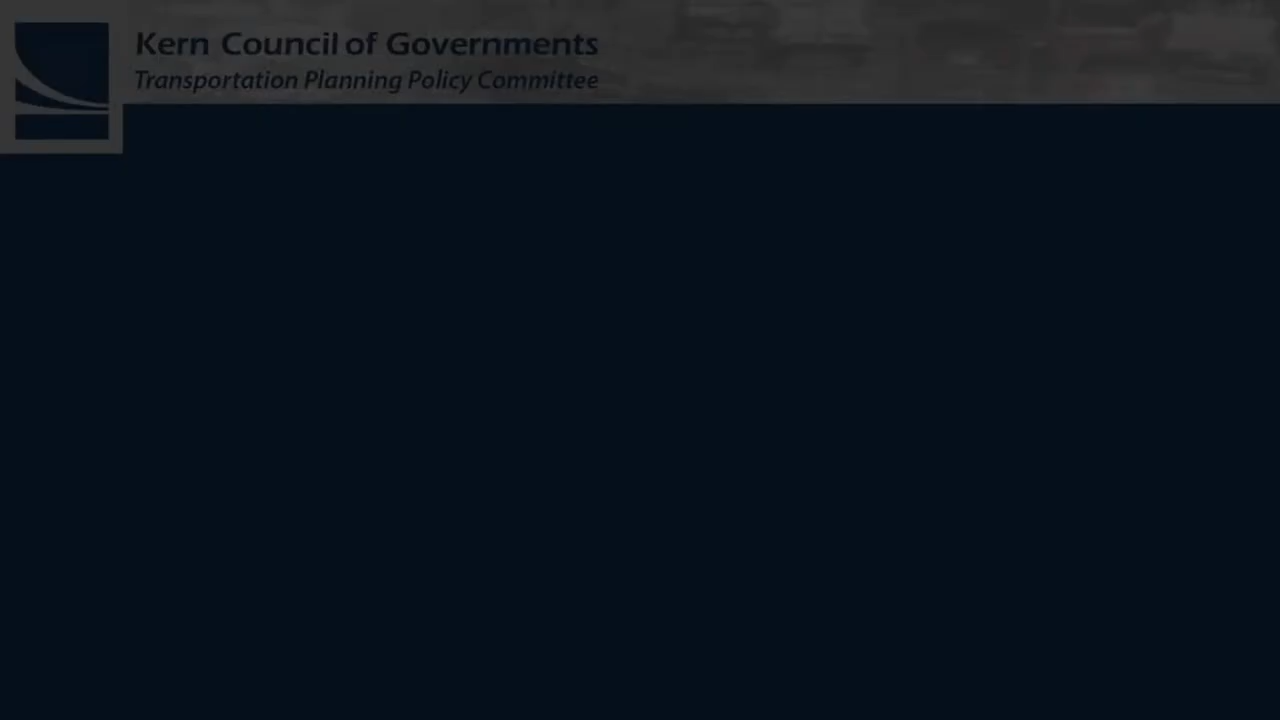 Kern Council of Governments
Transportation Planning Policy Committee